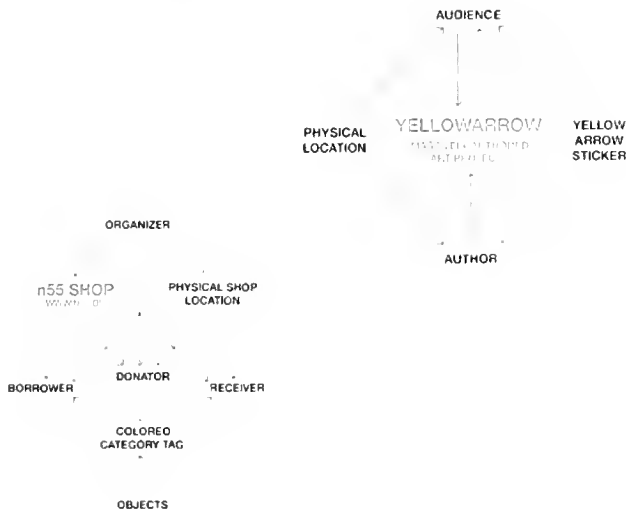 AUDIENCE
YELLOWARROW
PHYSICAL
LOCATION
YELLOW
ARROW
STICKER
AUTHOR
ORGANIZER
n55 SHOP
PHYSICAL SHOP
LOCATION
DONATOR
BORROWER
RECEIVER
COLORED
CATEGORY TAG
OBJECTS